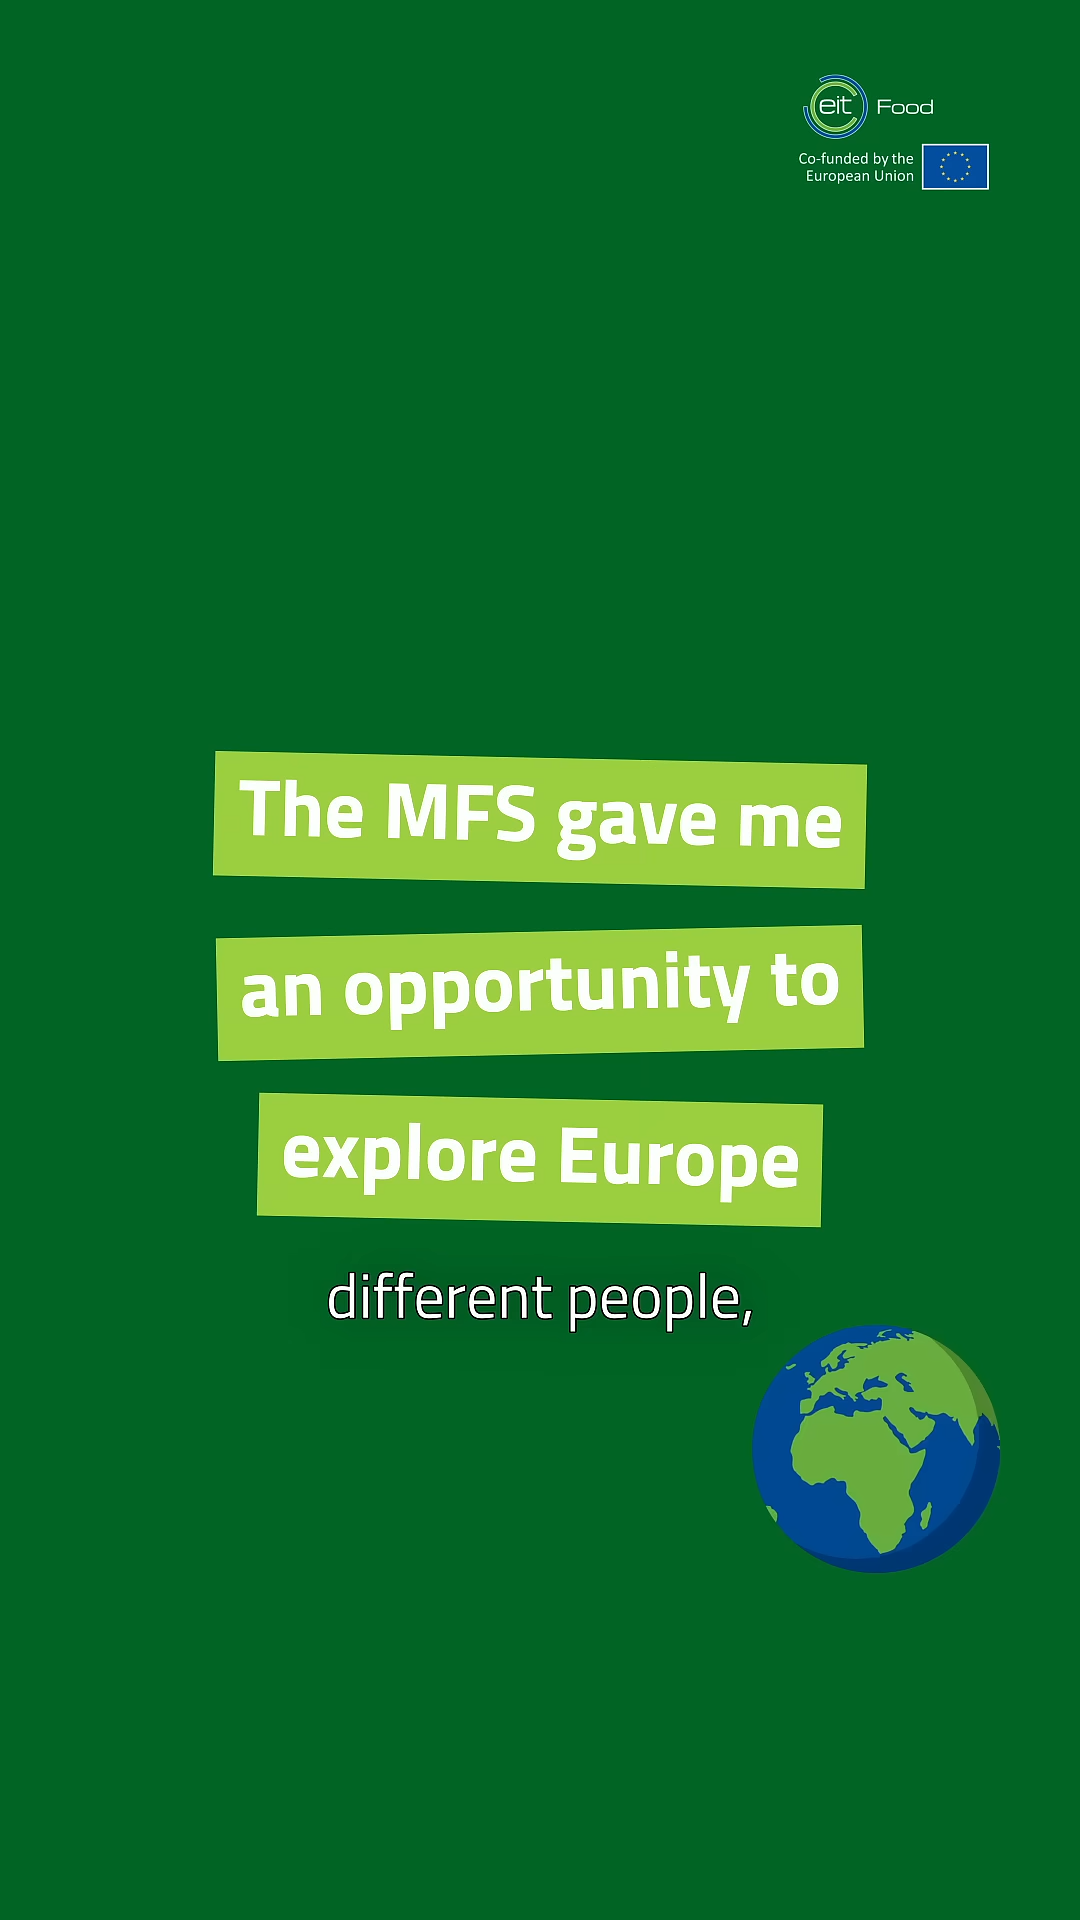 eit Food
Co-funded by the
European Union
The MFS gave me
an opportunity to
explore Europe
different people,